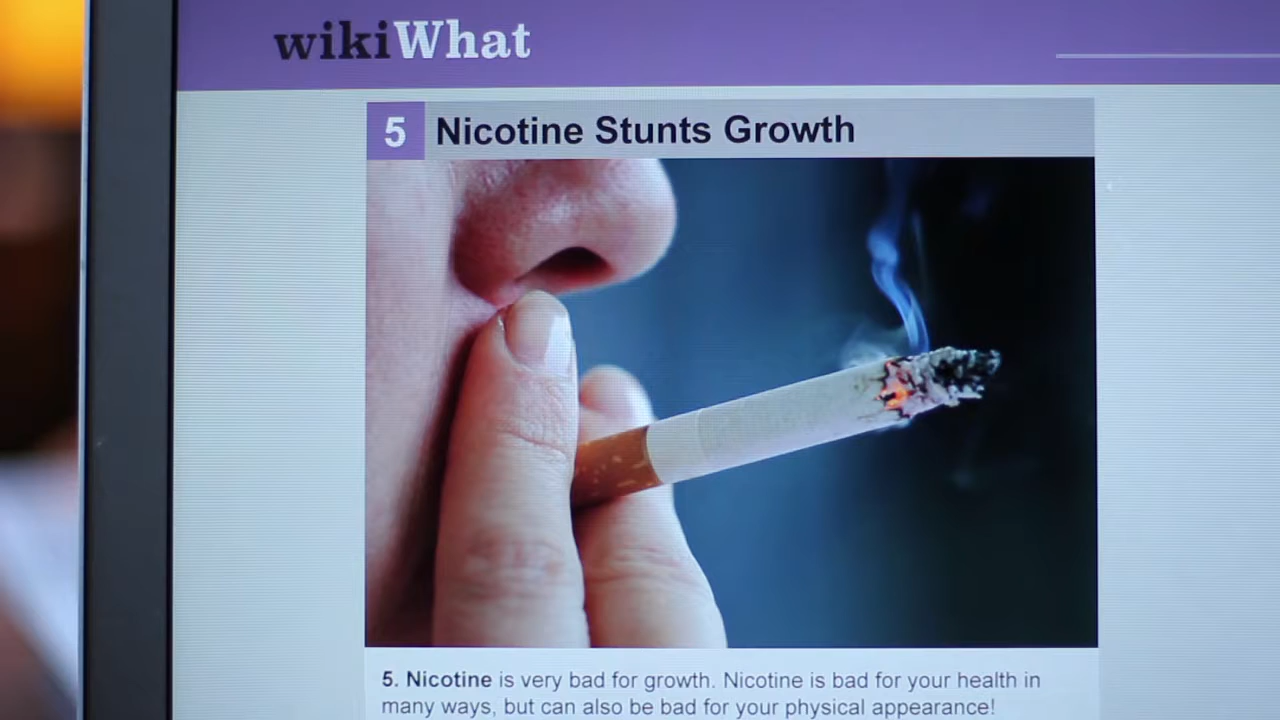 wikiWhat
5 Nicotine Stunts Growth
5. Nicotine is very bad for growth. Nicotine is bad for your health in
many ways, but can also be bad for your physical appearance!